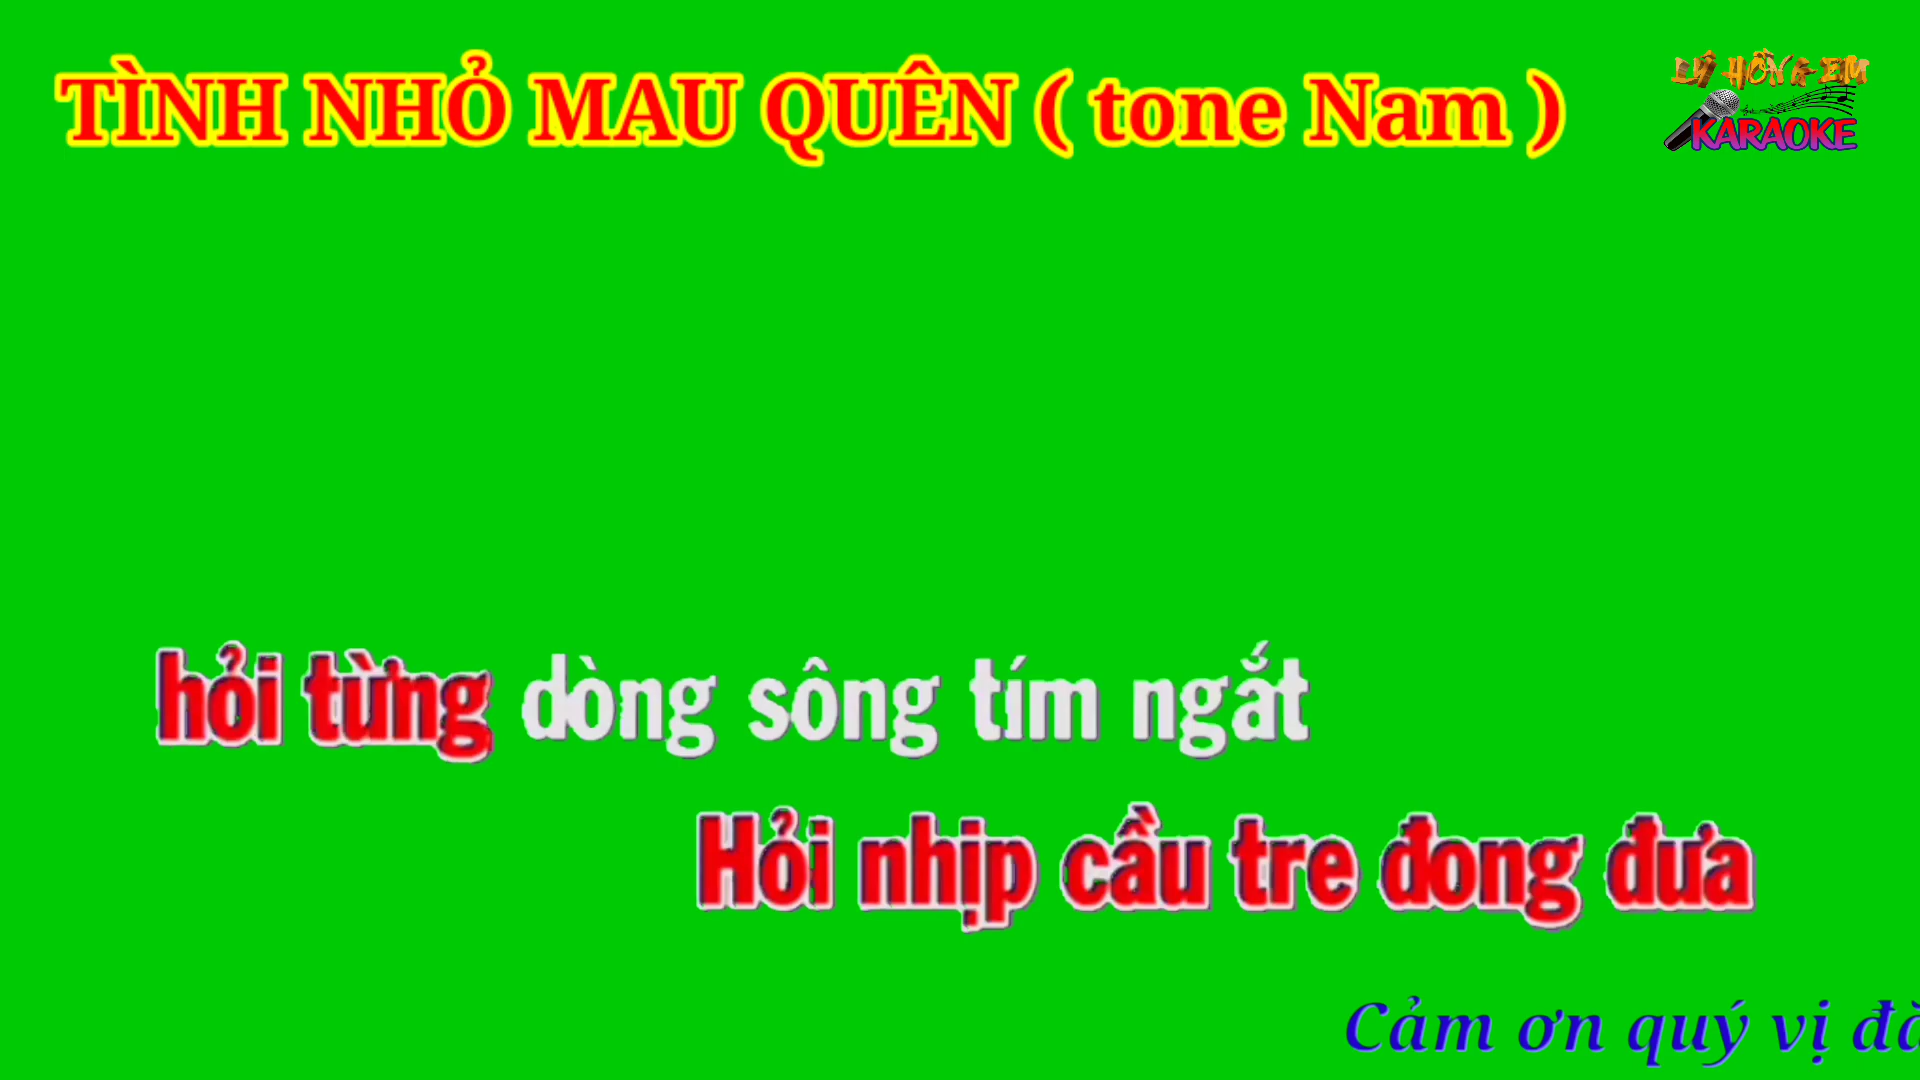 TÌNH NHỎ MAU QUÊN ( tone Nam )
LÝ HỒNG EM
KARAOKE
hỏi từng dòng sông tím ngắt
Hỏi nhịp cầu tre đong đưa
Cảm ơn quý vị đã